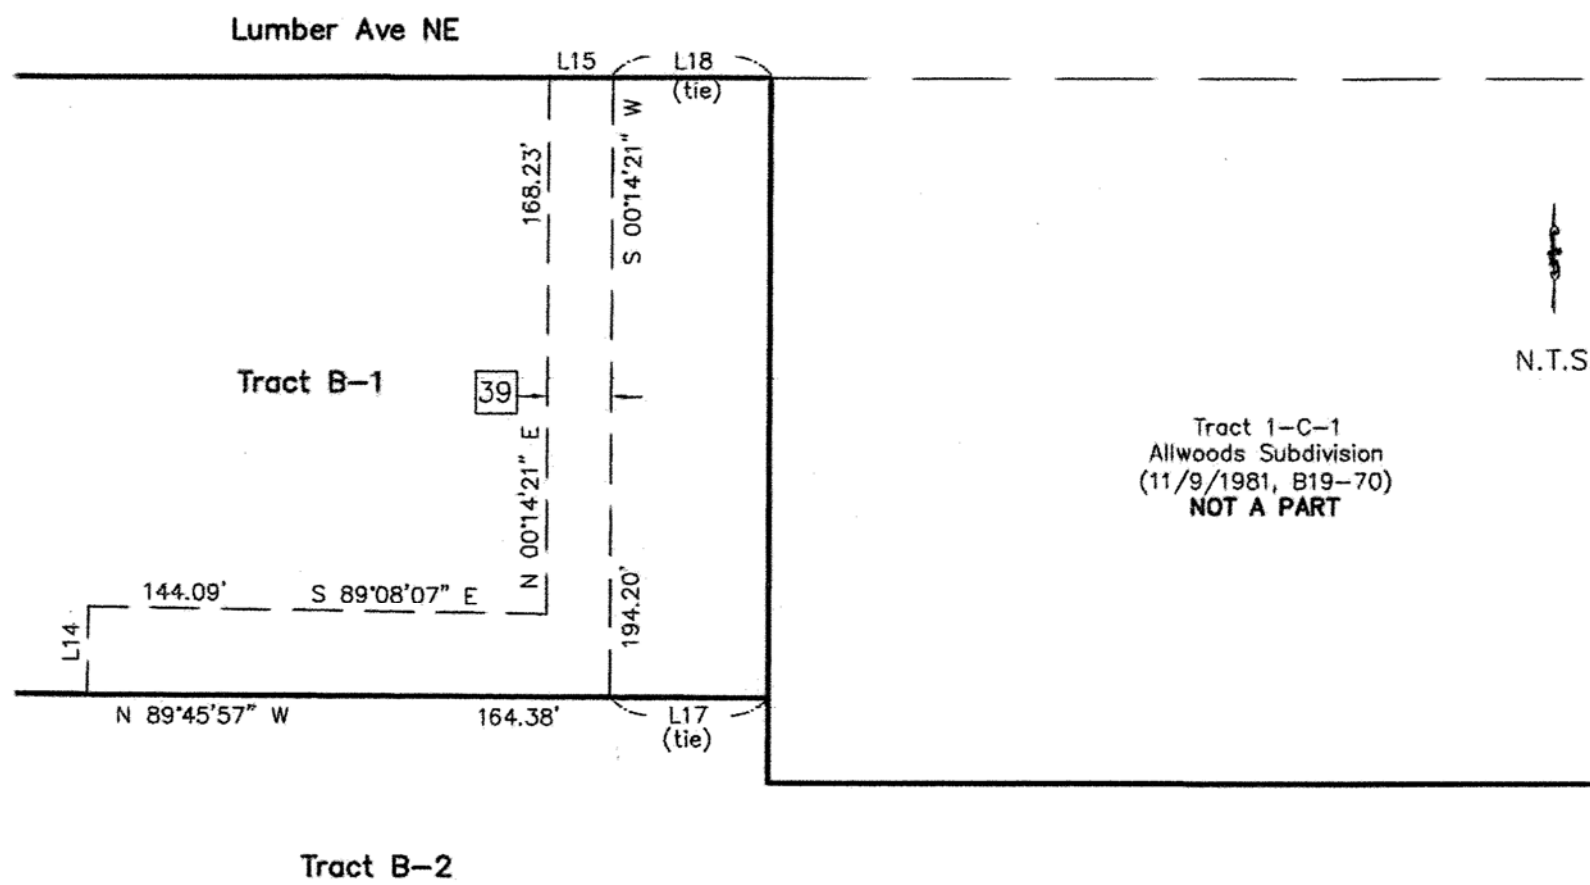 Lumber Ave NE
L15
L18
(tie)
168.23'
S 00°14'21" W
N.T.S
Tract B-1
39
N 00°14'21" E
Tract 1-C-1
Allwoods Subdivision
(11/9/1981, B19-70)
NOT A PART
144.09'
S 89°08'07" E
194.20'
L14
N 89°45'57" W
164.38'
L17
(tie)
Tract B-2